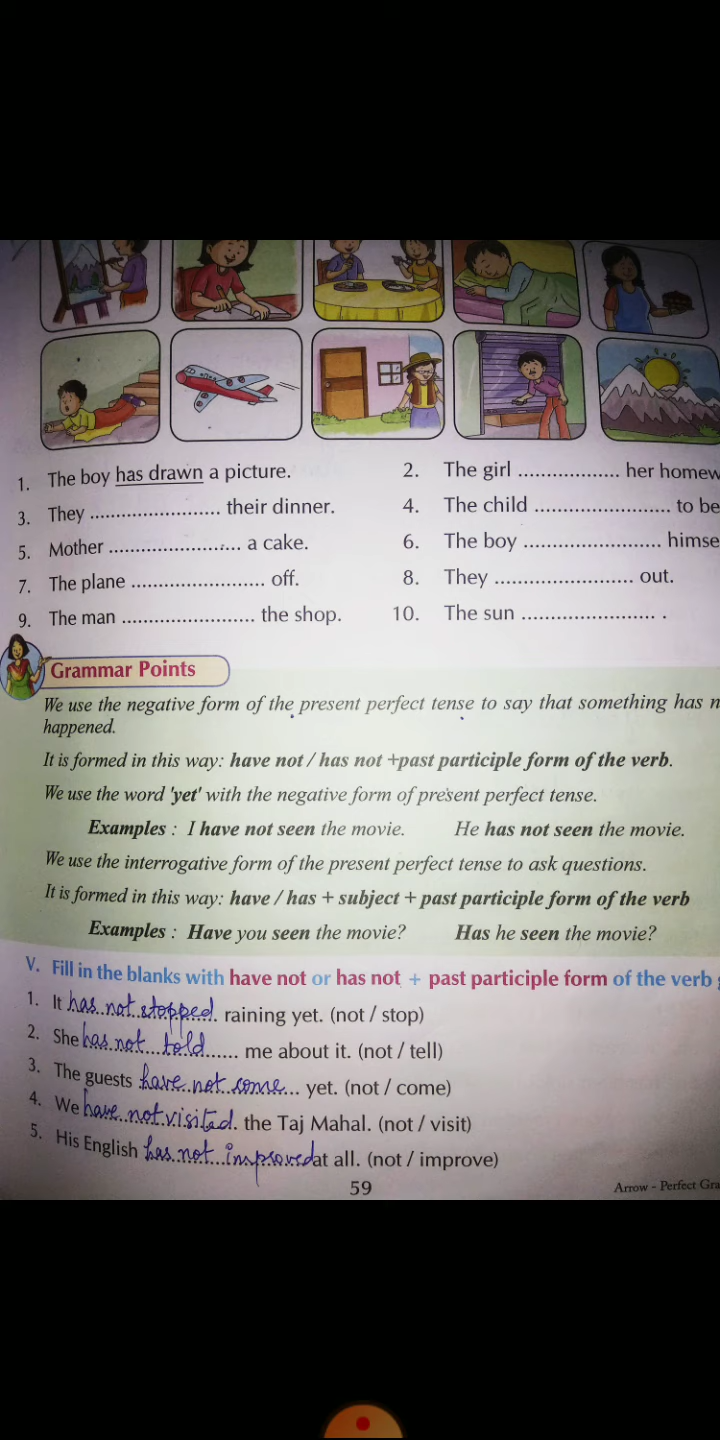 1. The boy has drawn a picture.
2. The girl ................... her homew
3. They ........................ their dinner.
4. The child ......................... to be
5. Mother ......................... a cake.
6. The boy ......................... himse
7. The plane ......................... off.
8. They .......................... out.
9. The man ......................... the shop.
10. The sun ......................... .
Grammar Points
We use the negative form of the present perfect tense to say that something has n
happened.
It is formed in this way: have not / has not +past participle form of the verb.
We use the word 'yet' with the negative form of present perfect tense.
Examples : I have not seen the movie. He has not seen the movie.
We use the interrogative form of the present perfect tense to ask questions.
It is formed in this way: have / has + subject + past participle form of the verb
Examples : Have you seen the movie? Has he seen the movie?
V. Fill in the blanks with have not or has not + past participle form of the verb
1. It has not stopped raining yet. (not / stop)
2. She has not told ...... me about it. (not / tell)
3. The guests have not come ... yet. (not / come)
4. We have not visited. the Taj Mahal. (not / visit)
5. His English has not improved at all. (not / improve)
59
Arrow - Perfect Gra